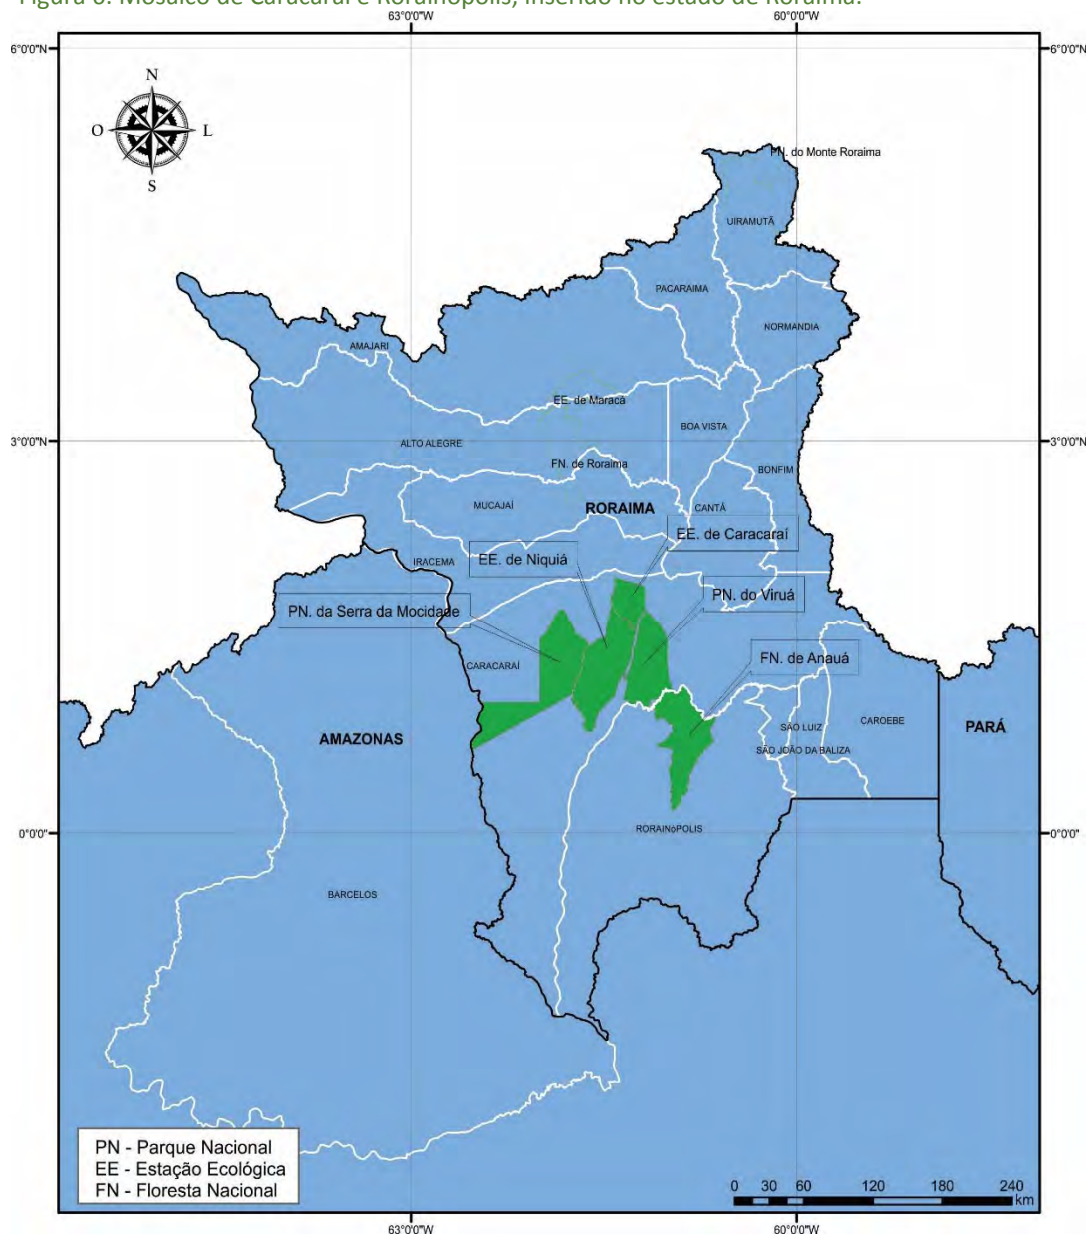 Figura 6. Mosaico de Caracaraí e Rorainópolis, inserido no estudo de Roraima.
63°0'0"W
60°0'0"W
6°0'0"N
6°0'0"N
N
O
L
S
PN. do Monte Roraima
UIRAMUTÃ
PACARAIMA
NORMANDIA
AMAJARI
EE. de Maracá
BOA VISTA
3°0'0"N
3°0'0"N
ALTO ALEGRE
FN. de Roraima
BONFIM
MUCAJAÍ
RORAIMA
CANTÁ
EE. de Caracaraí
EE. de Niquiá
IRACEMA
PN. do Viruá
PN. da Serra da Mocidade
FN. de Anauá
CARACARAÍ
SÃO LUIZ
CAROEBE
PARÁ
AMAZONAS
SÃO JOÃO DA BALIZA
RORAINóPOLIS
0°0'0"
0°0'0"
BARCELOS
PN - Parque Nacional
EE - Estação Ecológica
FN - Floresta Nacional
0 30 60 120 180 240
km
63°0'0"W
60°0'0"W